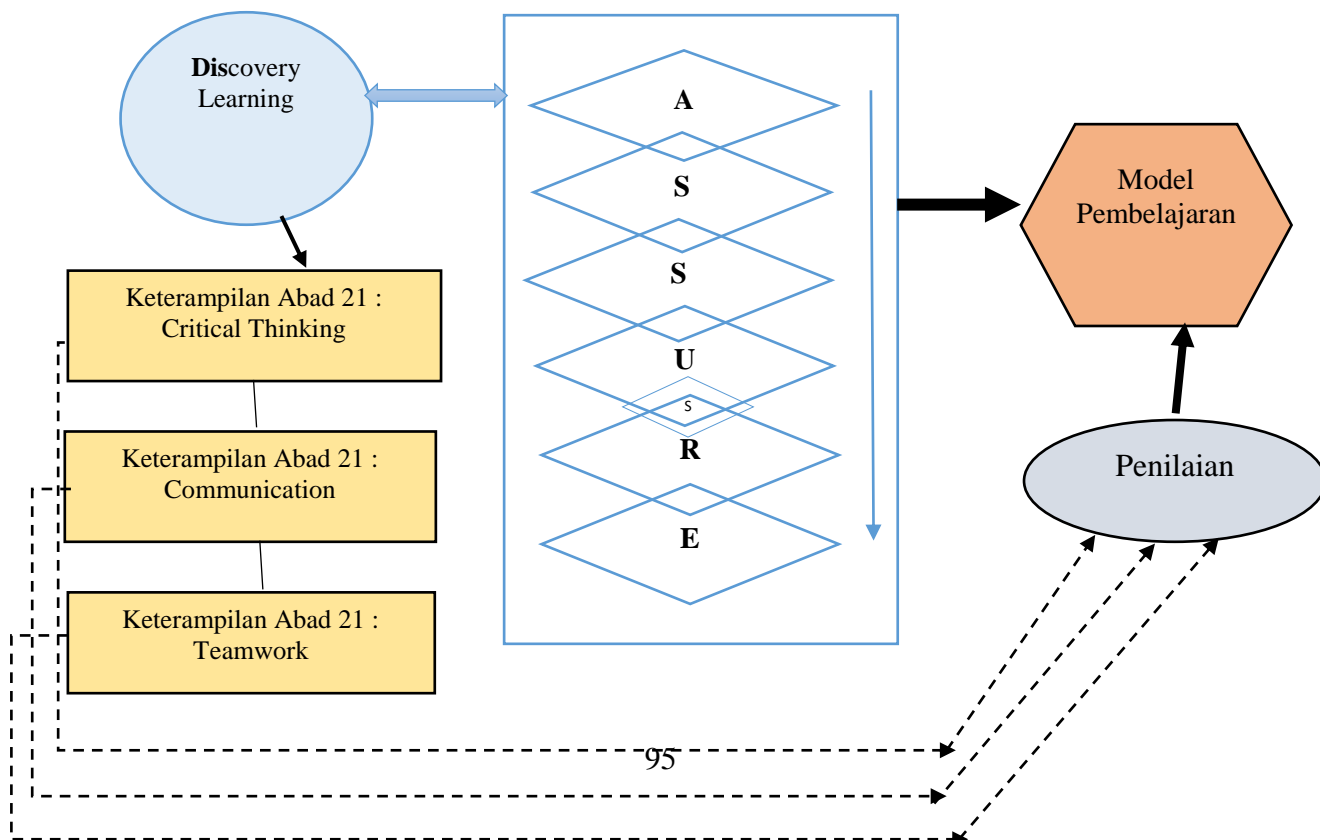 Discovery
Learning
Keterampilan Abad 21 :
Critical Thinking
Keterampilan Abad 21 :
Communication
Keterampilan Abad 21 :
Teamwork
A
S
S
U
S
R
E
Model
Pembelajaran
Penilaian
95